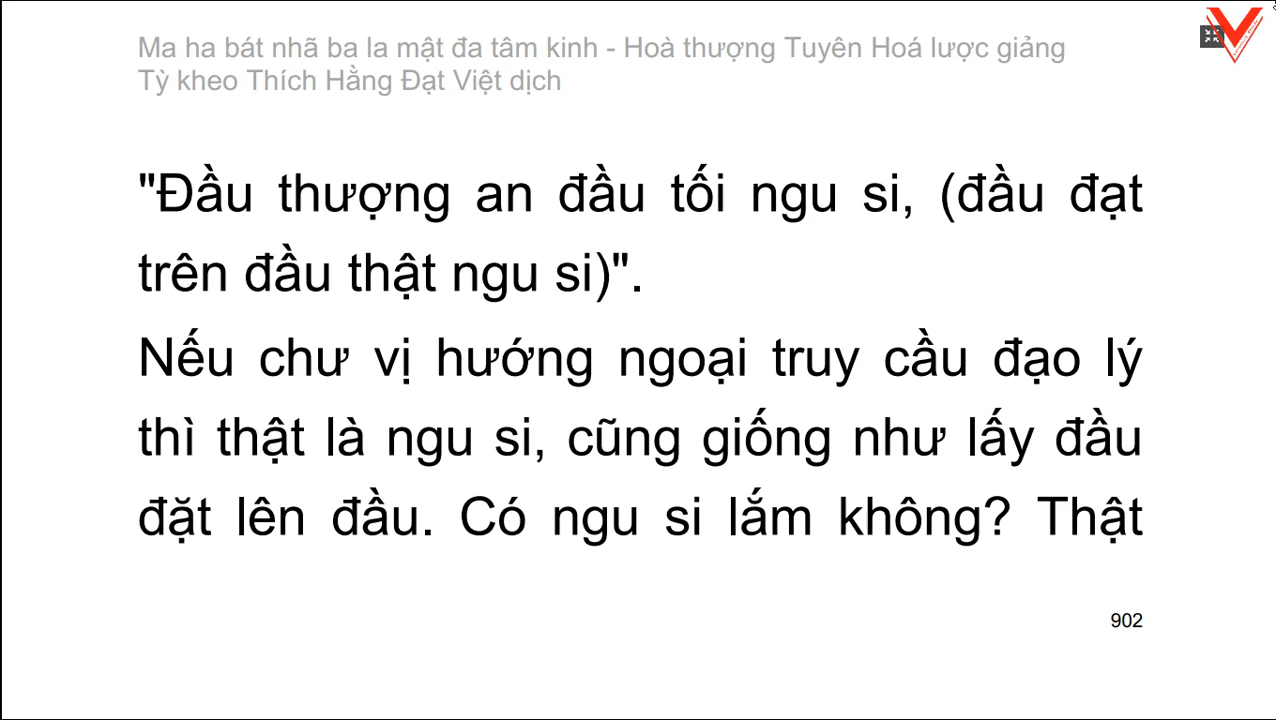 Ma ha bát nhã ba la mật đa tâm kinh - Hoà thượng Tuyên Hoá lược giảng
Tỳ kheo Thích Hằng Đạt Việt dịch
"Đầu thượng an đầu tối ngu si, (đầu đạt
trên đầu thật ngu si)".
Nếu chư vị hướng ngoại truy cầu đạo lý
thì thật là ngu si, cũng giống như lấy đầu
đặt lên đầu. Có ngu si lắm không? Thật
902